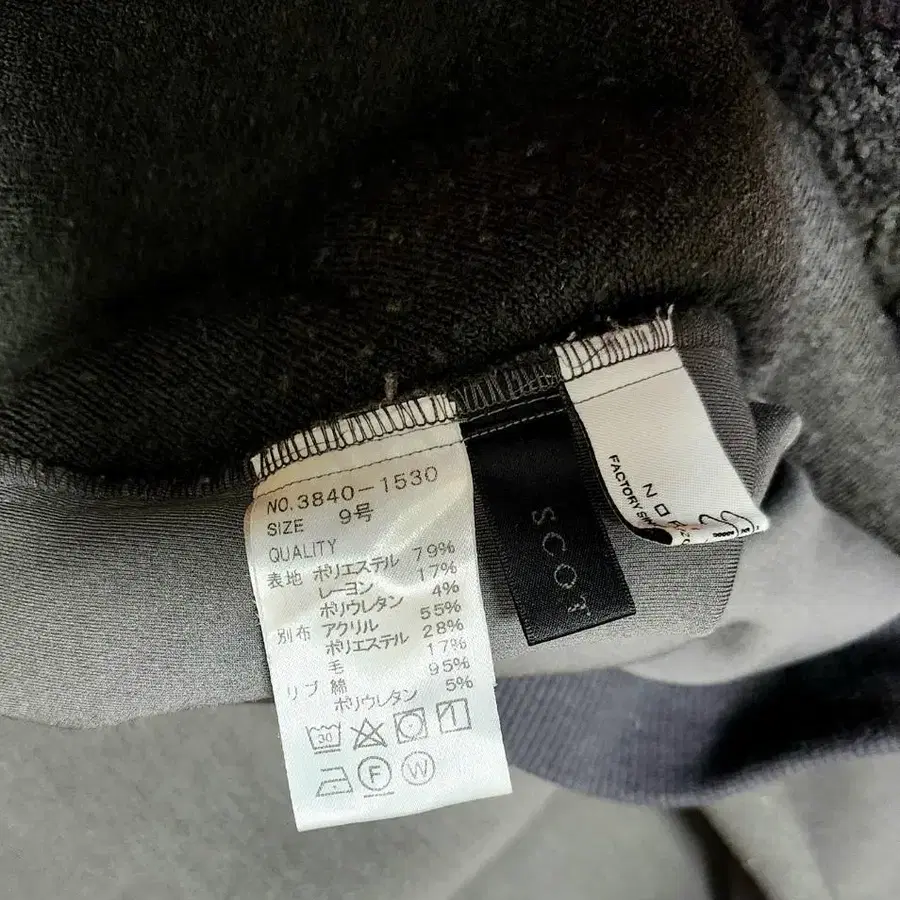 NO.3840-1530
SIZE 9号
QUALITY
表地 ポリエステル 79%
レーヨン 17%
ポリウレタン 4%
別布 アクリル 55%
ポリエステル 28%
毛 17%
リブ 綿 95%
ポリウレタン 5%
30
F W
SCOT
FACTORY